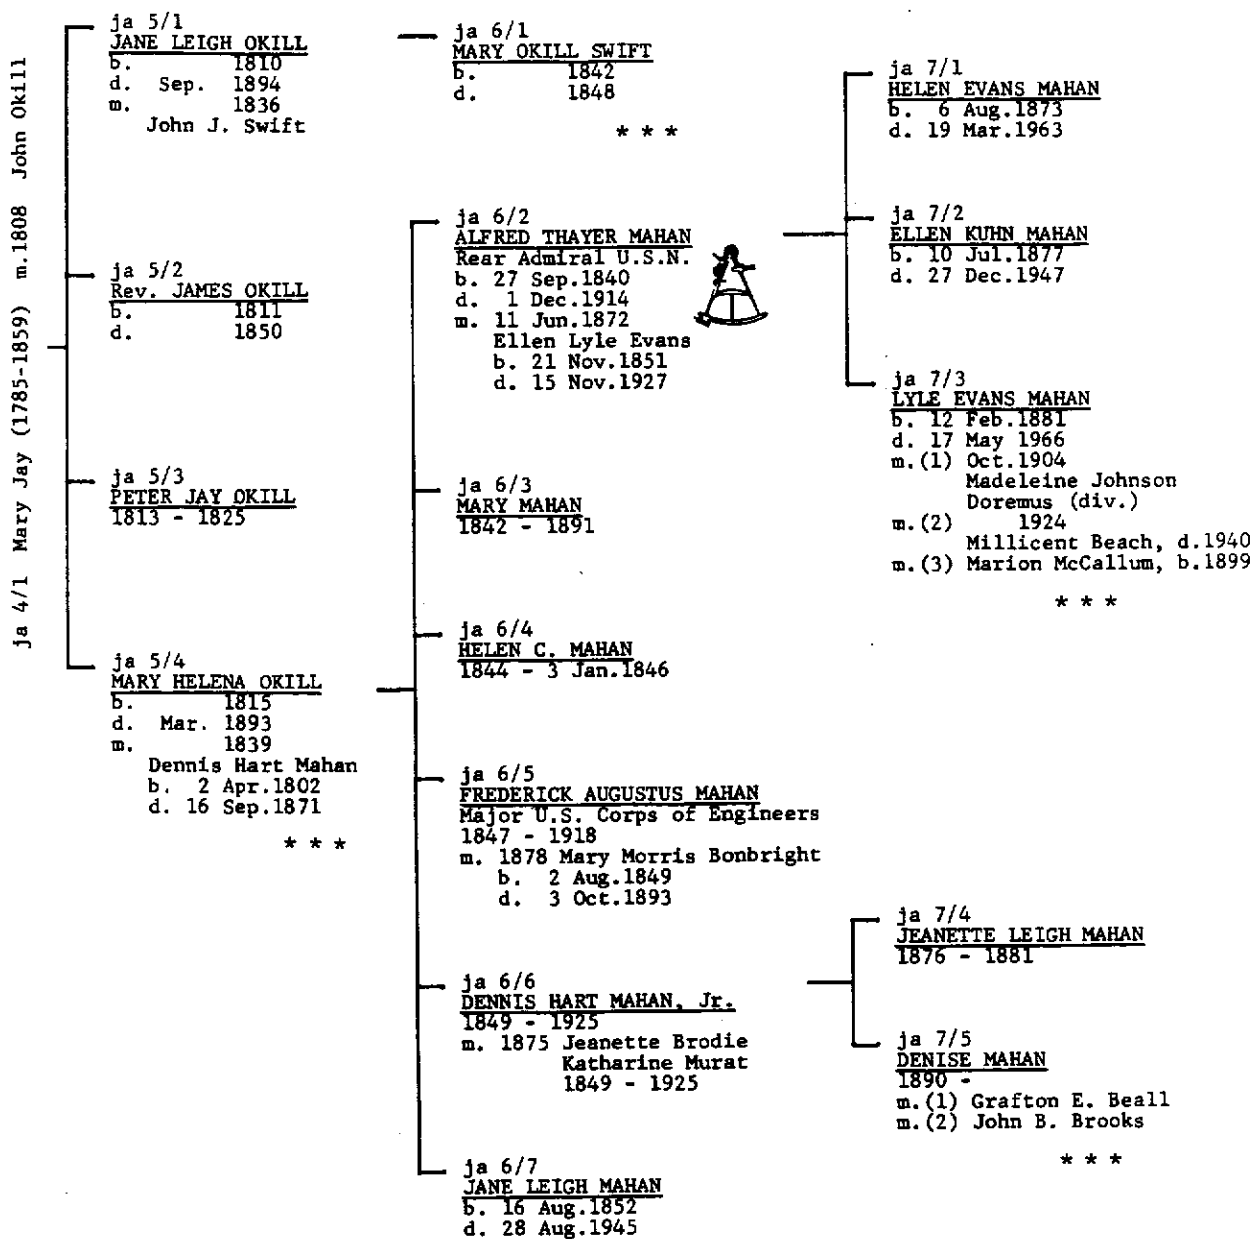 ja 4/1 Mary Jay (1785-1859) m.1808 John Okill
ja 5/1
JANE LEIGH OKILL
b. 1810
d. Sep. 1894
m. 1836
John J. Swift
ja 5/2
Rev. JAMES OKILL
b. 1811
d. 1850
ja 5/3
PETER JAY OKILL
1813 - 1825
ja 5/4
MARY HELENA OKILL
b. 1815
d. Mar. 1893
m. 1839
Dennis Hart Mahan
b. 2 Apr.1802
d. 16 Sep.1871
* * *
ja 6/1
MARY OKILL SWIFT
b. 1842
d. 1848
* * *
ja 6/2
ALFRED THAYER MAHAN
Rear Admiral U.S.N.
b. 27 Sep.1840
d. 1 Dec.1914
m. 11 Jun.1872
Ellen Lyle Evans
b. 21 Nov.1851
d. 15 Nov.1927
ja 6/3
MARY MAHAN
1842 - 1891
ja 6/4
HELEN C. MAHAN
1844 - 3 Jan.1846
ja 6/5
FREDERICK AUGUSTUS MAHAN
Major U.S. Corps of Engineers
1847 - 1918
m. 1878 Mary Morris Bonbright
b. 2 Aug.1849
d. 3 Oct.1893
ja 6/6
DENNIS HART MAHAN, Jr.
1849 - 1925
m. 1875 Jeanette Brodie
Katharine Murat
1849 - 1925
ja 6/7
JANE LEIGH MAHAN
b. 16 Aug.1852
d. 28 Aug.1945
ja 7/1
HELEN EVANS MAHAN
b. 6 Aug.1873
d. 19 Mar.1963
ja 7/2
ELLEN KUHN MAHAN
b. 10 Jul.1877
d. 27 Dec.1947
ja 7/3
LYLE EVANS MAHAN
b. 12 Feb.1881
d. 17 May 1966
m.(1) Oct.1904
Madeleine Johnson
Doremus (div.)
m.(2) 1924
Millicent Beach, d.1940
m.(3) Marion McCallum, b.1899
* * *
ja 7/4
JEANETTE LEIGH MAHAN
1876 - 1881
ja 7/5
DENISE MAHAN
1890 -
m.(1) Grafton E. Beall
m.(2) John B. Brooks
* * *